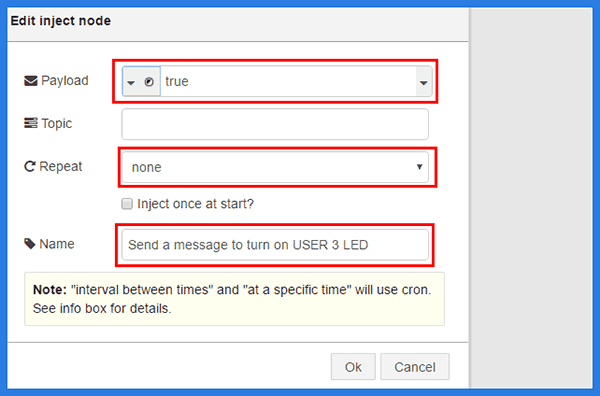 Edit inject node
Payload true
Topic
Repeat none
Inject once at start?
Name Send a message to turn on USER 3 LED
Note: "interval between times" and "at a specific time" will use cron.
See info box for details.
Ok Cancel